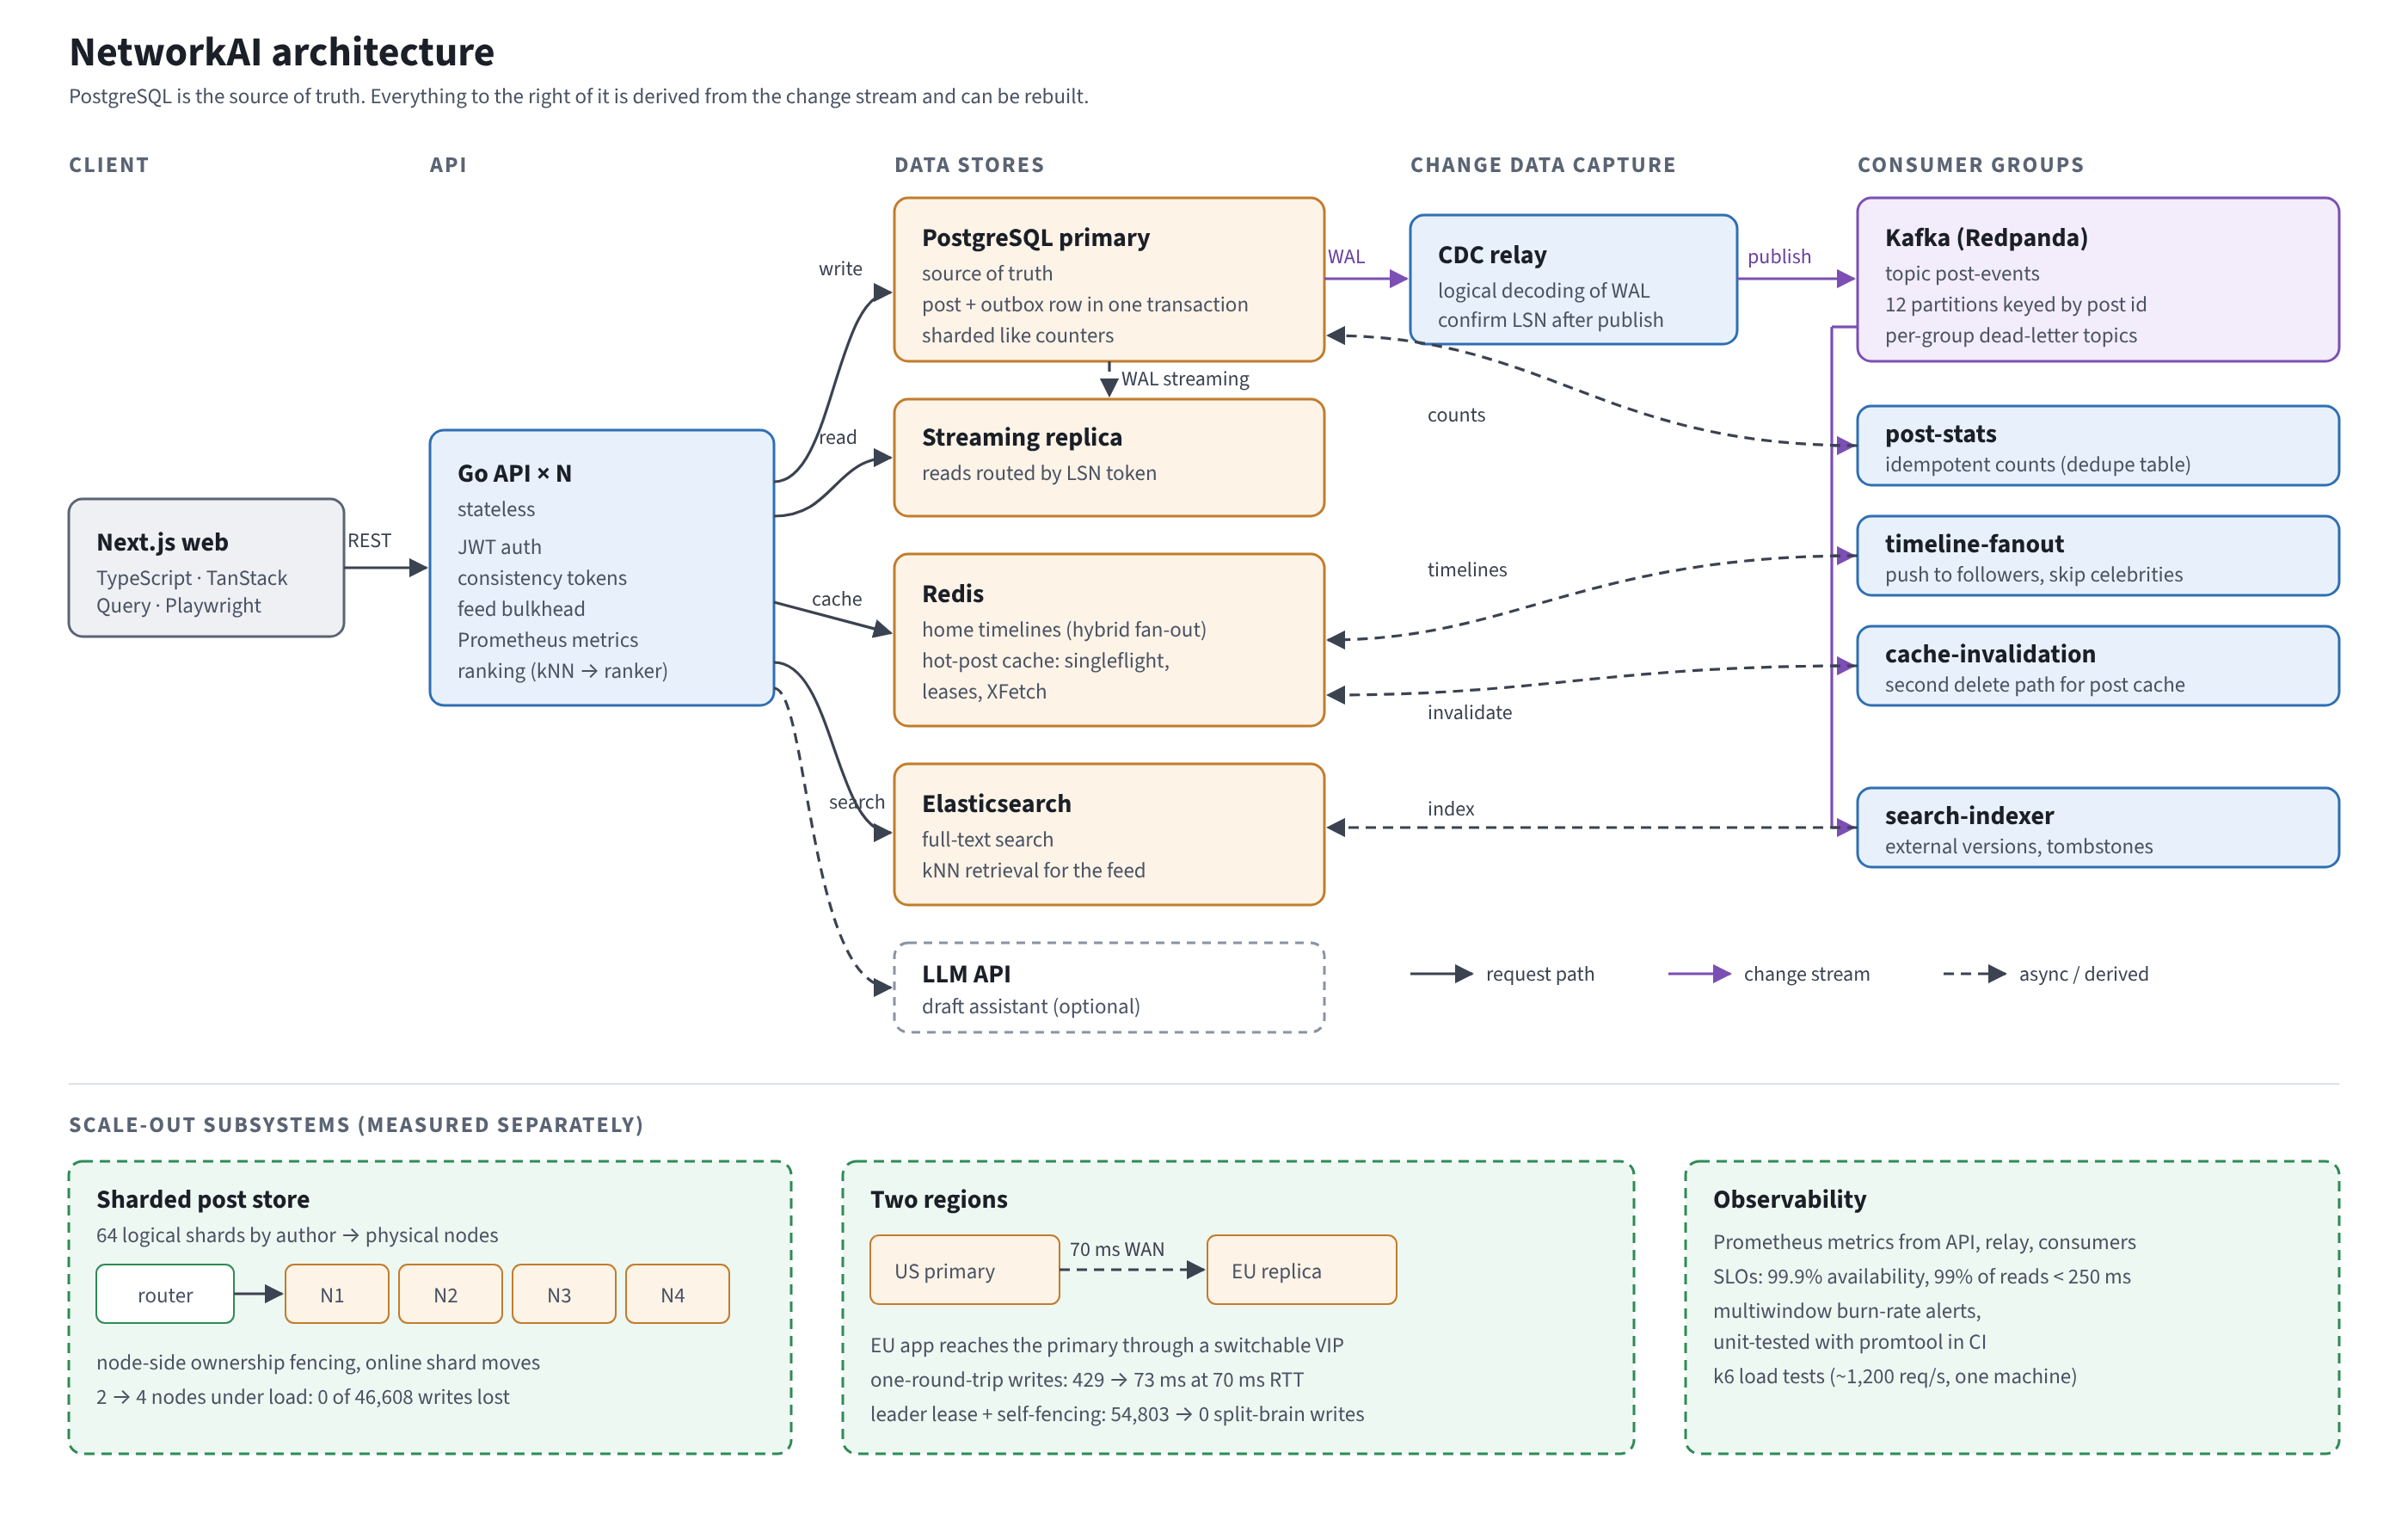 NetworkAI architecture
PostgreSQL is the source of truth. Everything to the right of it is derived from the change stream and can be rebuilt.
CLIENT
API
DATA STORES
CHANGE DATA CAPTURE
CONSUMER GROUPS
Next.js web
TypeScript · TanStack
Query · Playwright
REST
Go API × N
stateless
JWT auth
consistency tokens
feed bulkhead
Prometheus metrics
ranking (kNN → ranker)
write
read
cache
search
PostgreSQL primary
source of truth
post + outbox row in one transaction
sharded like counters
WAL streaming
Streaming replica
reads routed by LSN token
Redis
home timelines (hybrid fan-out)
hot-post cache: singleflight,
leases, XFetch
Elasticsearch
full-text search
kNN retrieval for the feed
LLM API
draft assistant (optional)
WAL
CDC relay
logical decoding of WAL
confirm LSN after publish
publish
counts
timelines
invalidate
index
Kafka (Redpanda)
topic post-events
12 partitions keyed by post id
per-group dead-letter topics
post-stats
idempotent counts (dedupe table)
timeline-fanout
push to followers, skip celebrities
cache-invalidation
second delete path for post cache
search-indexer
external versions, tombstones
request path
change stream
async / derived
SCALE-OUT SUBSYSTEMS (MEASURED SEPARATELY)
Sharded post store
64 logical shards by author → physical nodes
router
N1
N2
N3
N4
node-side ownership fencing, online shard moves
2 → 4 nodes under load: 0 of 46,608 writes lost
Two regions
US primary
70 ms WAN
EU replica
EU app reaches the primary through a switchable VIP
one-round-trip writes: 429 → 73 ms at 70 ms RTT
leader lease + self-fencing: 54,803 → 0 split-brain writes
Observability
Prometheus metrics from API, relay, consumers
SLOs: 99.9% availability, 99% of reads < 250 ms
multiwindow burn-rate alerts,
unit-tested with promtool in CI
k6 load tests (~1,200 req/s, one machine)